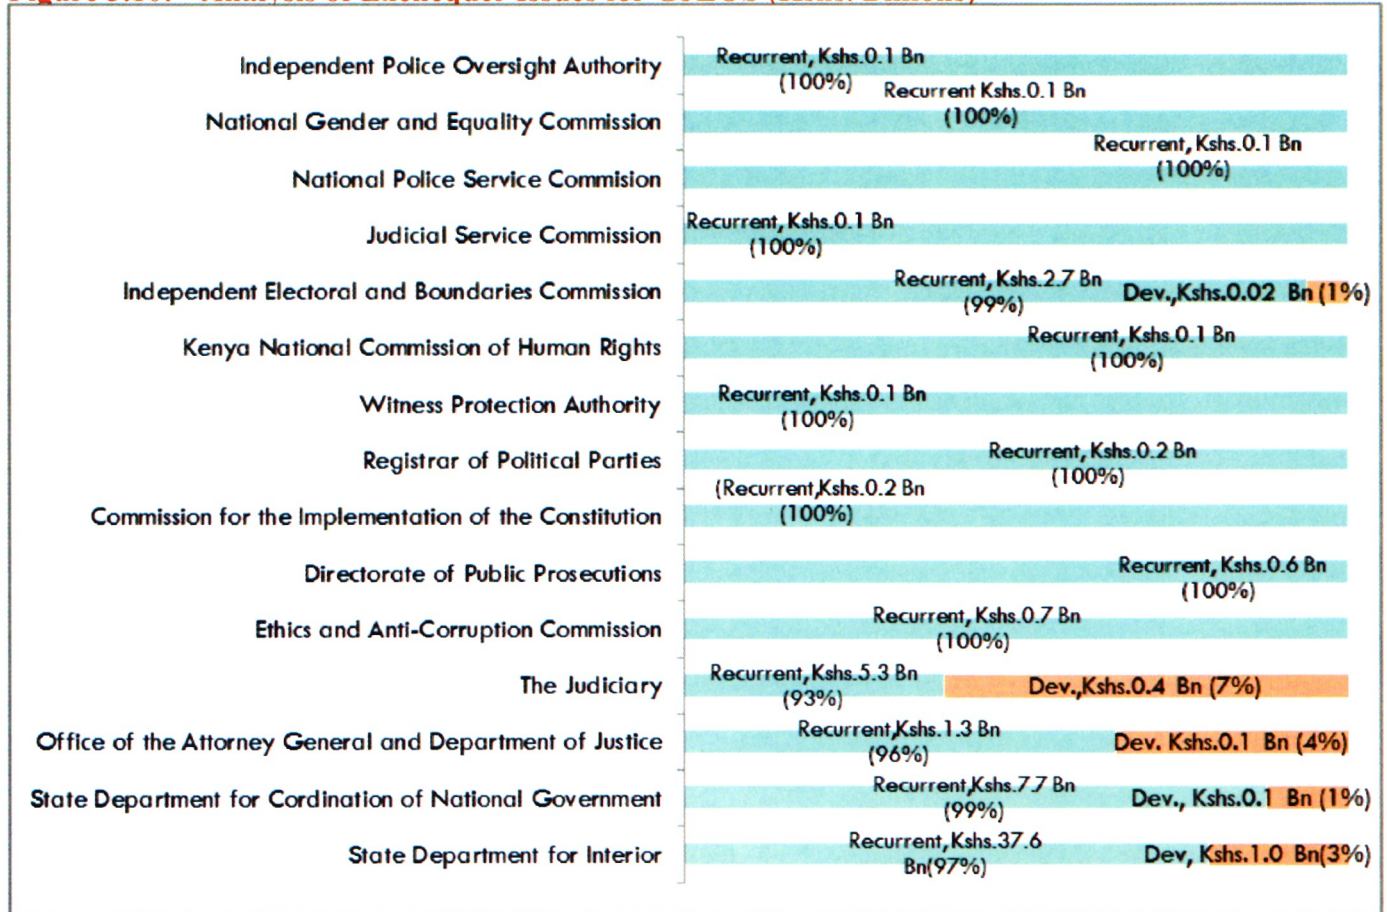 Figure Analysis of Exchequer Issues for (Kshs. Billions)
Independent Police Oversight Authority
Recurrent, Kshs.0.1 Bn
(100%)
National Gender and Equality Commission
Recurrent Kshs.0.1 Bn
(100%)
National Police Service Commision
Recurrent, Kshs.0.1 Bn
(100%)
Judicial Service Commission
Recurrent, Kshs.0.1 Bn
(100%)
Independent Electoral and Boundaries Commission
Recurrent, Kshs.2.7 Bn
(99%)
Dev.,Kshs.0.02 Bn (1%)
Kenya National Commission of Human Rights
Recurrent, Kshs.0.1 Bn
(100%)
Witness Protection Authority
Recurrent, Kshs.0.1 Bn
(100%)
Registrar of Political Parties
Recurrent, Kshs.0.2 Bn
(100%)
Commission for the Implementation of the Constitution
(Recurrent,Kshs.0.2 Bn
(100%)
Directorate of Public Prosecutions
Recurrent, Kshs.0.6 Bn
(100%)
Ethics and Anti-Corruption Commission
Recurrent, Kshs.0.7 Bn
(100%)
The Judiciary
Recurrent,Kshs.5.3 Bn
(93%)
Dev.,Kshs.0.4 Bn (7%)
Office of the Attorney General and Department of Justice
Recurrent,Kshs.1.3 Bn
(96%)
Dev. Kshs.0.1 Bn (4%)
State Department for Cordination of National Government
Recurrent,Kshs.7.7 Bn
(99%)
Dev., Kshs.0.1 Bn (1%)
State Department for Interior
Recurrent,Kshs.37.6
Bn(97%)
Dev, Kshs.1.0 Bn(3%)